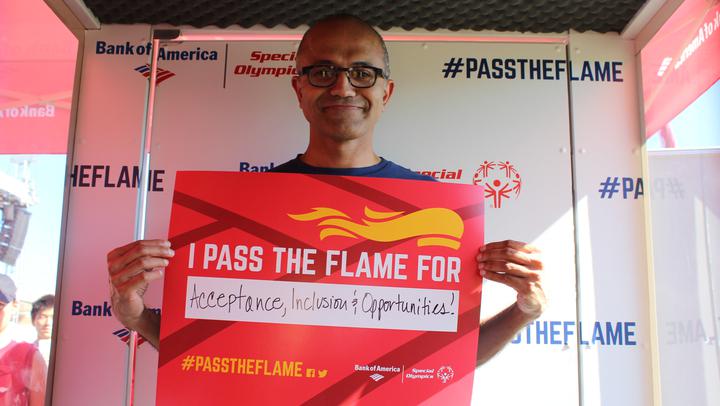 Bank of America
Special
Olympics
#PASSTHEFLAME
HEFLAME
Bank
Special
#PA
I PASS THE FLAME FOR
Acceptance, Inclusion & Opportunities!
Bank
THEFLAME
#PASSTHEFLAME
Bank of America
Special
Olympics